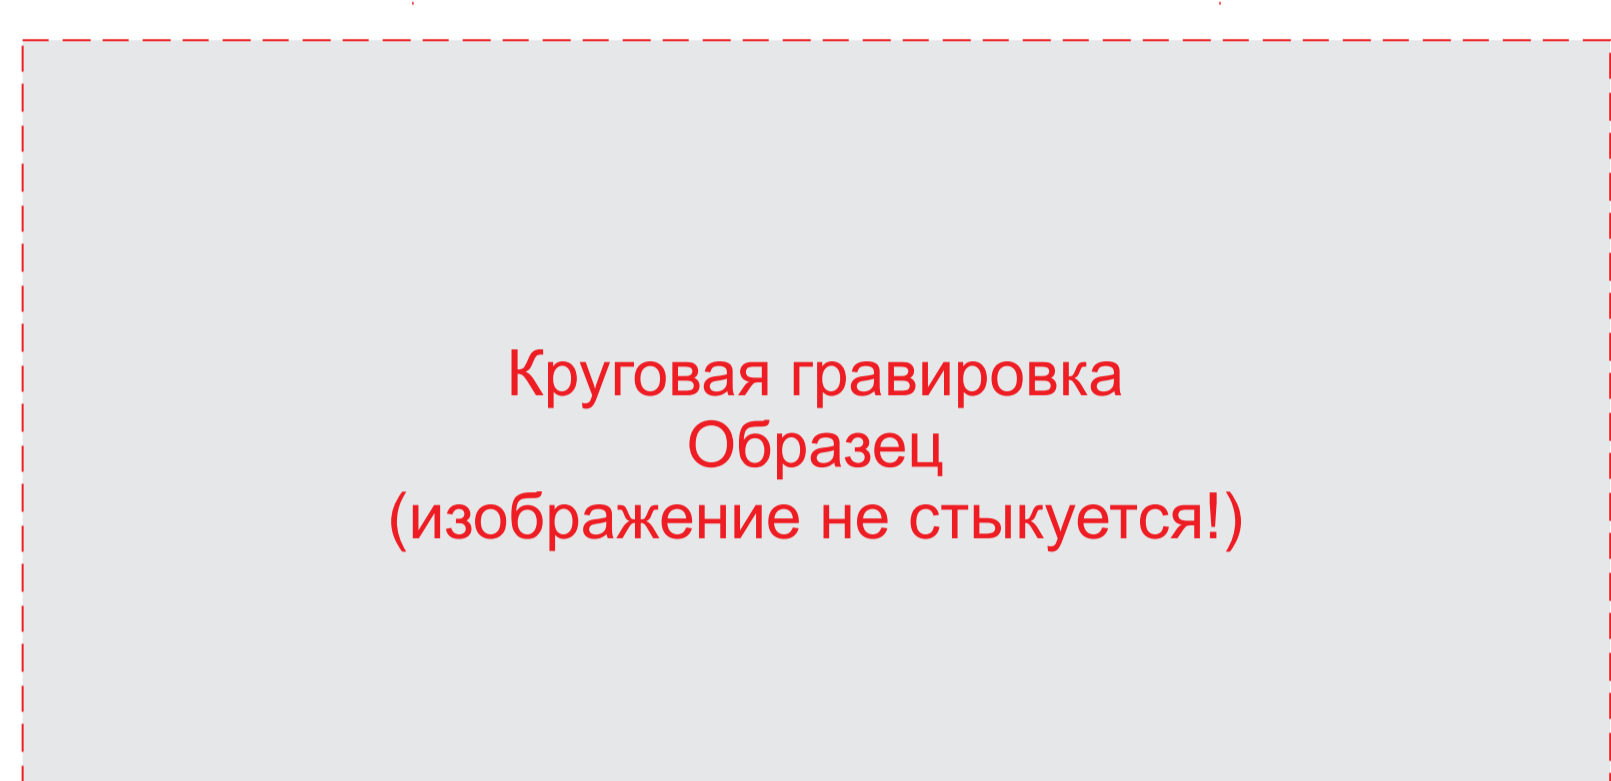 Круговая гравировка
Образец
(изображение не стыкуется!)